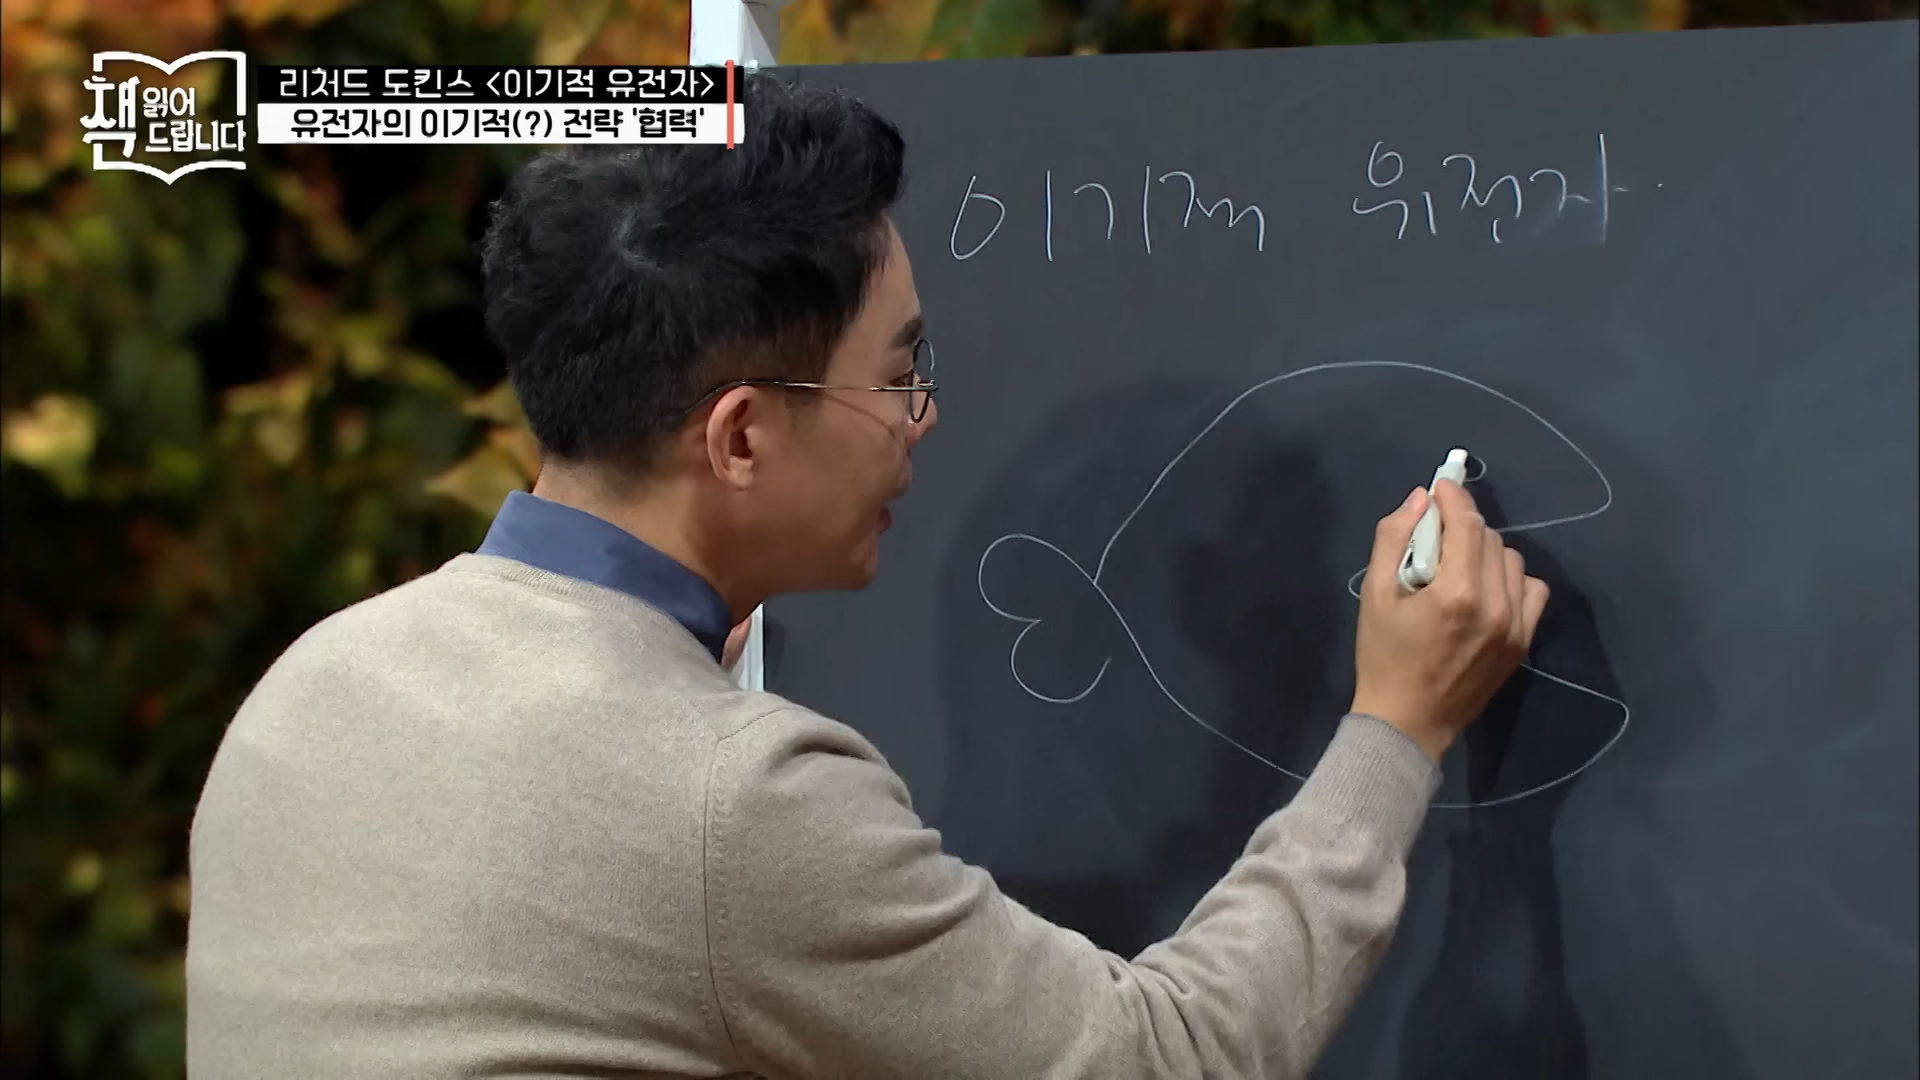 책 읽어
드립니다
리처드 도킨스 <이기적 유전자>
유전자의 이기적(?) 전략 '협력'
이기적 유전자.